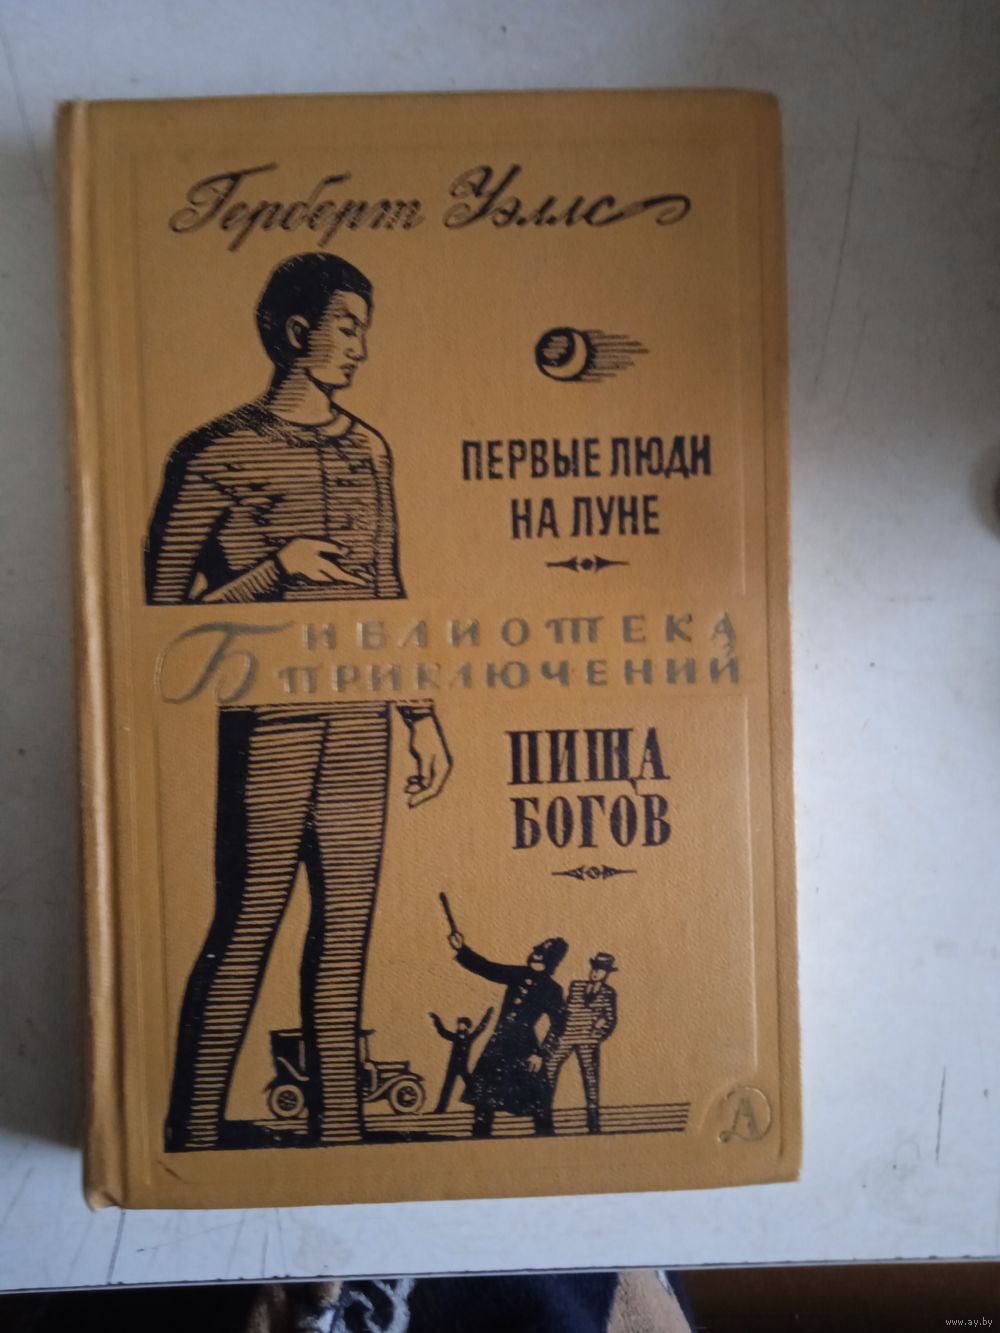 Герберт Уэллс
ПЕРВЫЕ ЛЮДИ
НА ЛУНЕ
БИБЛИОТЕКА
ПРИКЛЮЧЕНИЙ
ПИЩА
БОГОВ
Д
www.ay.by